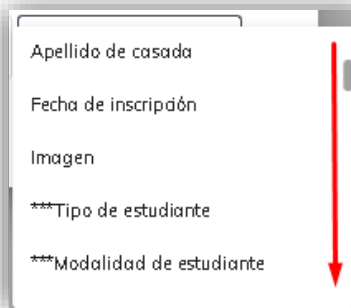 Apellido de casada
Fecha de inscripción
Imagen
***Tipo de estudiante
***Modalidad de estudiante